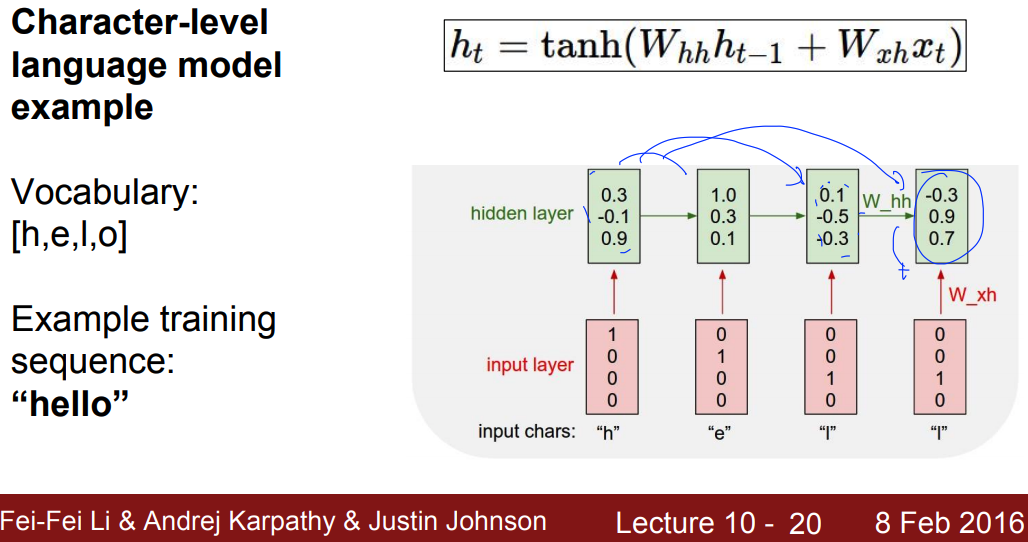 Character-level
language model
example
h_t = tanh(W_hh h_{t-1} + W_xh x_t)
Vocabulary:
[h,e,l,o]
Example training
sequence:
“hello”
hidden layer
0.3 1.0 0.1 -0.3
-0.1 0.3 -0.5 0.9
0.9 0.1 -0.3 0.7
W_hh
t
W_xh
input layer
1 0 0 0
0 1 0 0
0 0 1 1
0 0 0 0
input chars: “h” “e” “l” “l”
Fei-Fei Li & Andrej Karpathy & Justin Johnson Lecture 10 - 20 8 Feb 2016